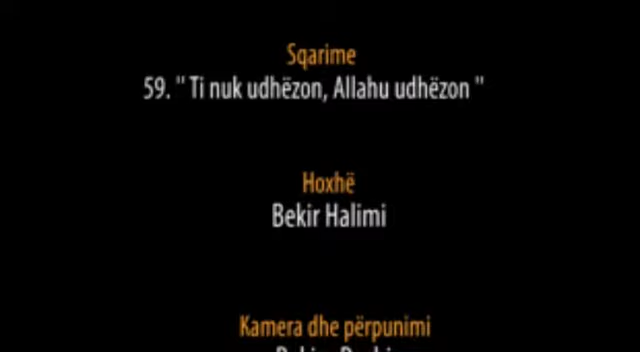 Sqarime
59. " Ti nuk udhëzon, Allahu udhëzon "
Hoxhë
Bekir Halimi
Kamera dhe përpunimi